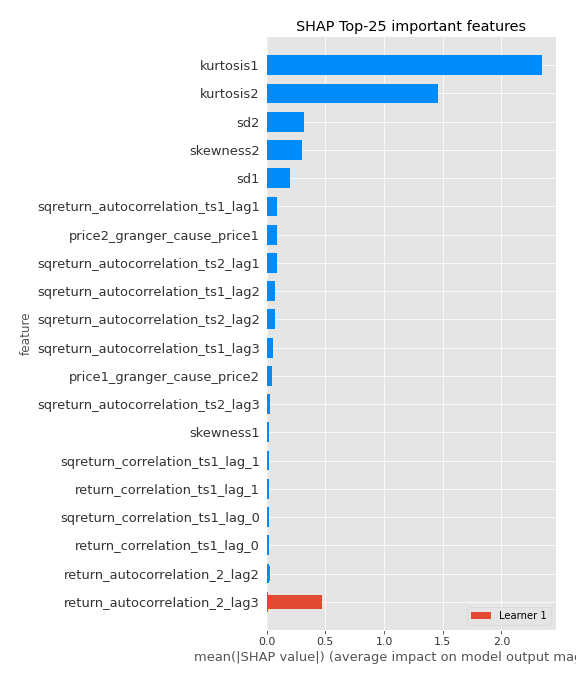 SHAP Top-25 important features
kurtosis1
kurtosis2
sd2
skewness2
sd1
sqreturn_autocorrelation_ts1_lag1
price2_granger_cause_price1
sqreturn_autocorrelation_ts2_lag1
sqreturn_autocorrelation_ts1_lag2
sqreturn_autocorrelation_ts2_lag2
sqreturn_autocorrelation_ts1_lag3
price1_granger_cause_price2
sqreturn_autocorrelation_ts2_lag3
skewness1
sqreturn_correlation_ts1_lag_1
return_correlation_ts1_lag_1
sqreturn_correlation_ts1_lag_0
return_correlation_ts1_lag_0
return_autocorrelation_2_lag2
return_autocorrelation_2_lag3
feature
Learner 1
0.0 0.5 1.0 1.5 2.0
mean(|SHAP value|) (average impact on model output mag